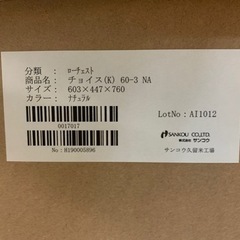 分類 : ローチェスト
商品名 : チョイス(K) 60-3 NA
サイズ : 603×447×760
カラー : ナチュラル
LotNo : AI1012
0017017
No : H190005896
SANKOU CO.,LTD.
株式会社 サンコウ
サンコウ久留米工場